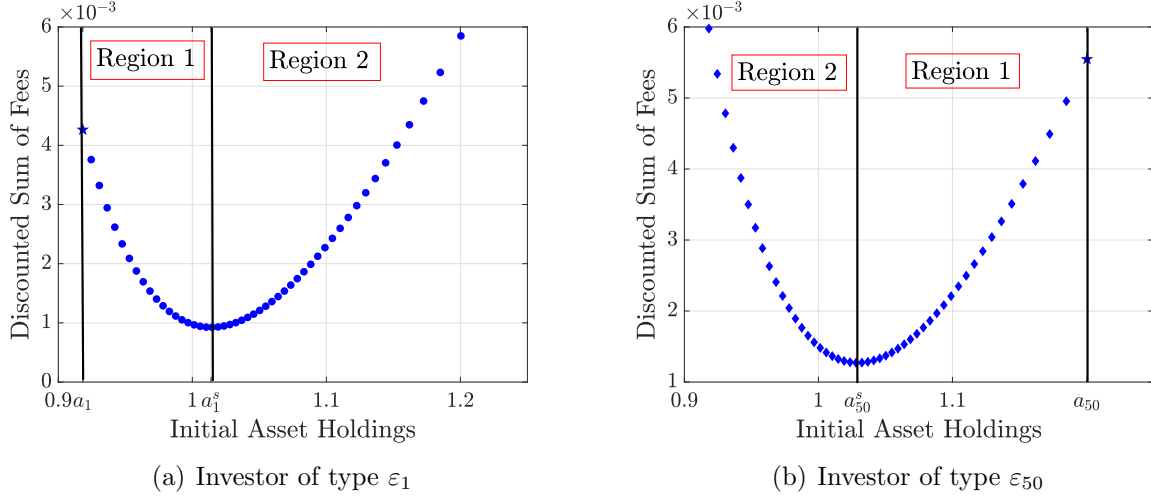 ×10⁻³
6
5
4
3
2
1
0
Discounted Sum of Fees
Region 1
Region 2
0.9 a₁ 1 a₁ˢ 1.1 1.2
Initial Asset Holdings
(a) Investor of type ε₁
×10⁻³
6
5
4
3
2
1
Discounted Sum of Fees
Region 2
Region 1
0.9 1 a₅₀ˢ 1.1 a₅₀
Initial Asset Holdings
(b) Investor of type ε₅₀